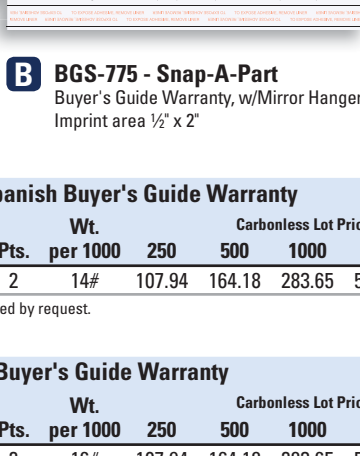 B BGS-775 - Snap-A-Part
Buyer's Guide Warranty, w/Mirror Hanger
Imprint area ½" x 2"
panish Buyer's Guide Warranty
Wt. Carbonless Lot Pric
Pts. per 1000 250 500 1000
2 14# 107.94 164.18 283.65 5
ed by request.
Buyer's Guide Warranty
Wt. Carbonless Lot Pric
Pts. per 1000 250 500 1000